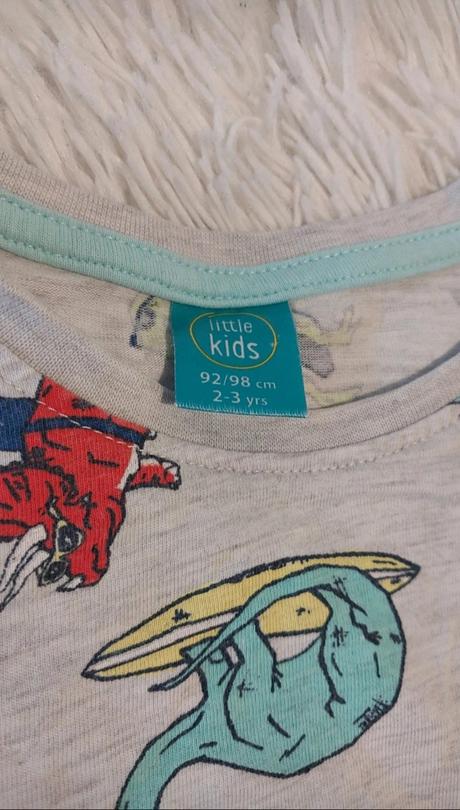 little
kids
92/98 cm
2-3 yrs